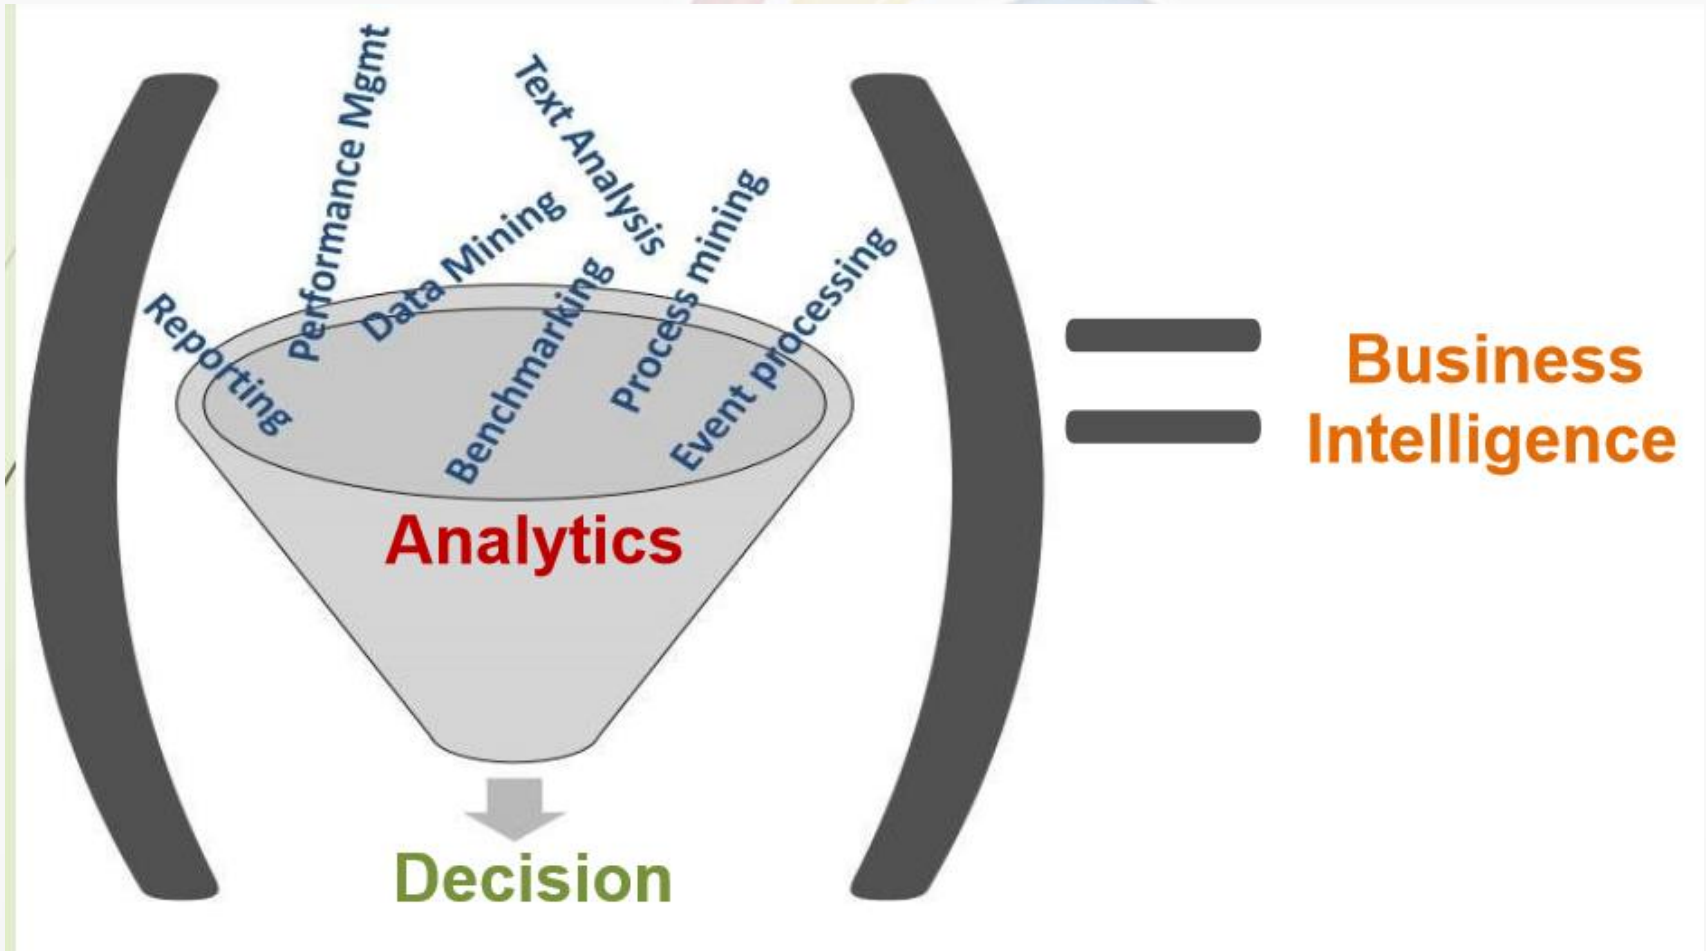 Performance Mgmt
Text Analysis
Data Mining
Process mining
Reporting
Benchmarking
Event processing
Analytics
Decision
Business
Intelligence